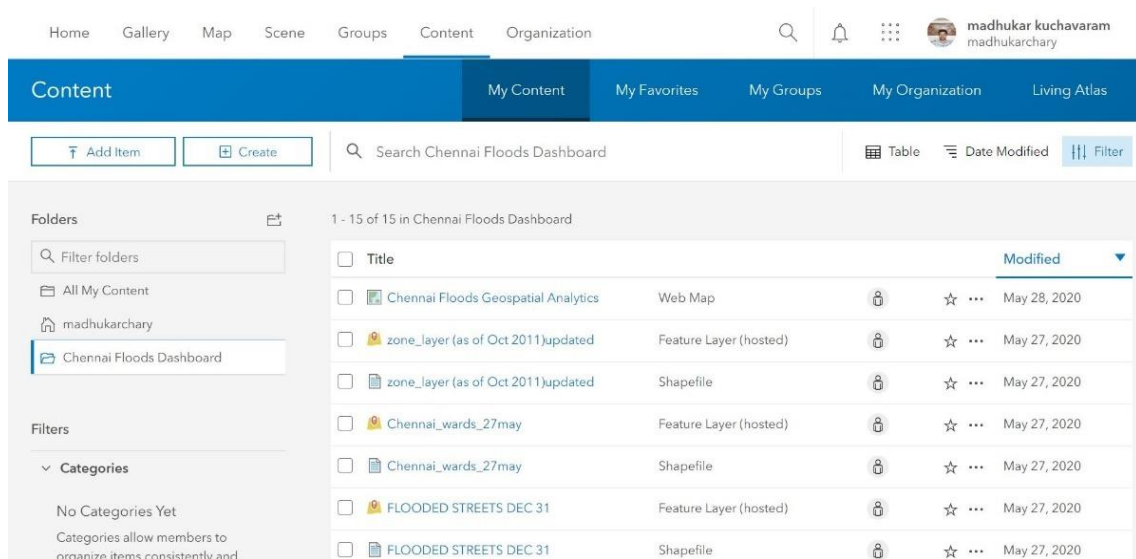 Home Gallery Map Scene Groups Content Organization madhukar kuchavaram
madhukarchary
Content My Content My Favorites My Groups My Organization Living Atlas
Add Item Create Search Chennai Floods Dashboard Table Date Modified Filter
Folders 1 - 15 of 15 in Chennai Floods Dashboard
Filter folders Title Modified
All My Content Chennai Floods Geospatial Analytics Web Map May 28, 2020
madhukarchary zone_layer (as of Oct 2011)updated Feature Layer (hosted) May 27, 2020
Chennai Floods Dashboard zone_layer (as of Oct 2011)updated Shapefile May 27, 2020
Filters Chennai_wards_27may Feature Layer (hosted) May 27, 2020
Categories Chennai_wards_27may Shapefile May 27, 2020
No Categories Yet FLOODED STREETS DEC 31 Feature Layer (hosted) May 27, 2020
Categories allow members to
organize items consistently and FLOODED STREETS DEC 31 Shapefile May 27, 2020